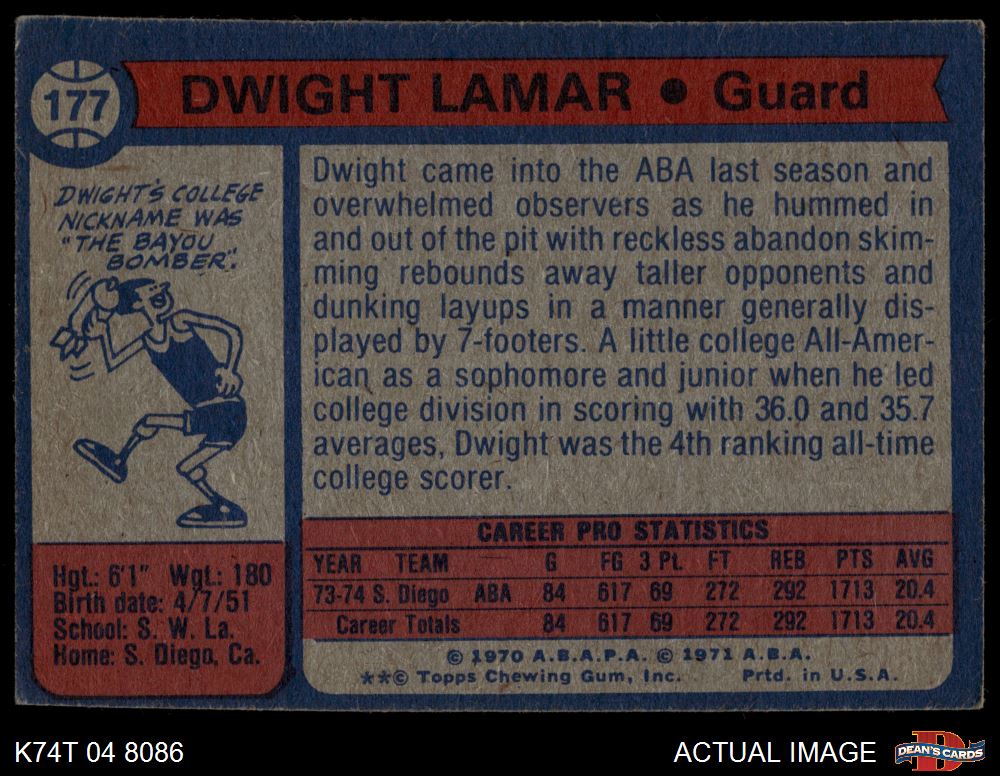 177
DWIGHT LAMAR ● Guard
DWIGHT'S COLLEGE
NICKNAME WAS
"THE BAYOU
BOMBER".
Hgt.: 6'1" Wgt.: 180
Birth date: 4/7/51
School: S. W. La.
Home: S. Diego, Ca.
Dwight came into the ABA last season and
overwhelmed observers as he hummed in
and out of the pit with reckless abandon skim-
ming rebounds away taller opponents and
dunking layups in a manner generally dis-
played by 7-footers. A little college All-Amer-
ican as a sophomore and junior when he led
college division in scoring with 36.0 and 35.7
averages, Dwight was the 4th ranking all-time
college scorer.
CAREER PRO STATISTICS
YEAR TEAM G FG 3 Pt. FT REB PTS AVG
73-74 S. Diego ABA 84 617 69 272 292 1713 20.4
Career Totals 84 617 69 272 292 1713 20.4
© 1970 A.B.A.P.A. © 1971 A.B.A.
**© Topps Chewing Gum, Inc. Prtd. in U.S.A.
K74T 04 8086
ACTUAL IMAGE
DEAN'S CARDS